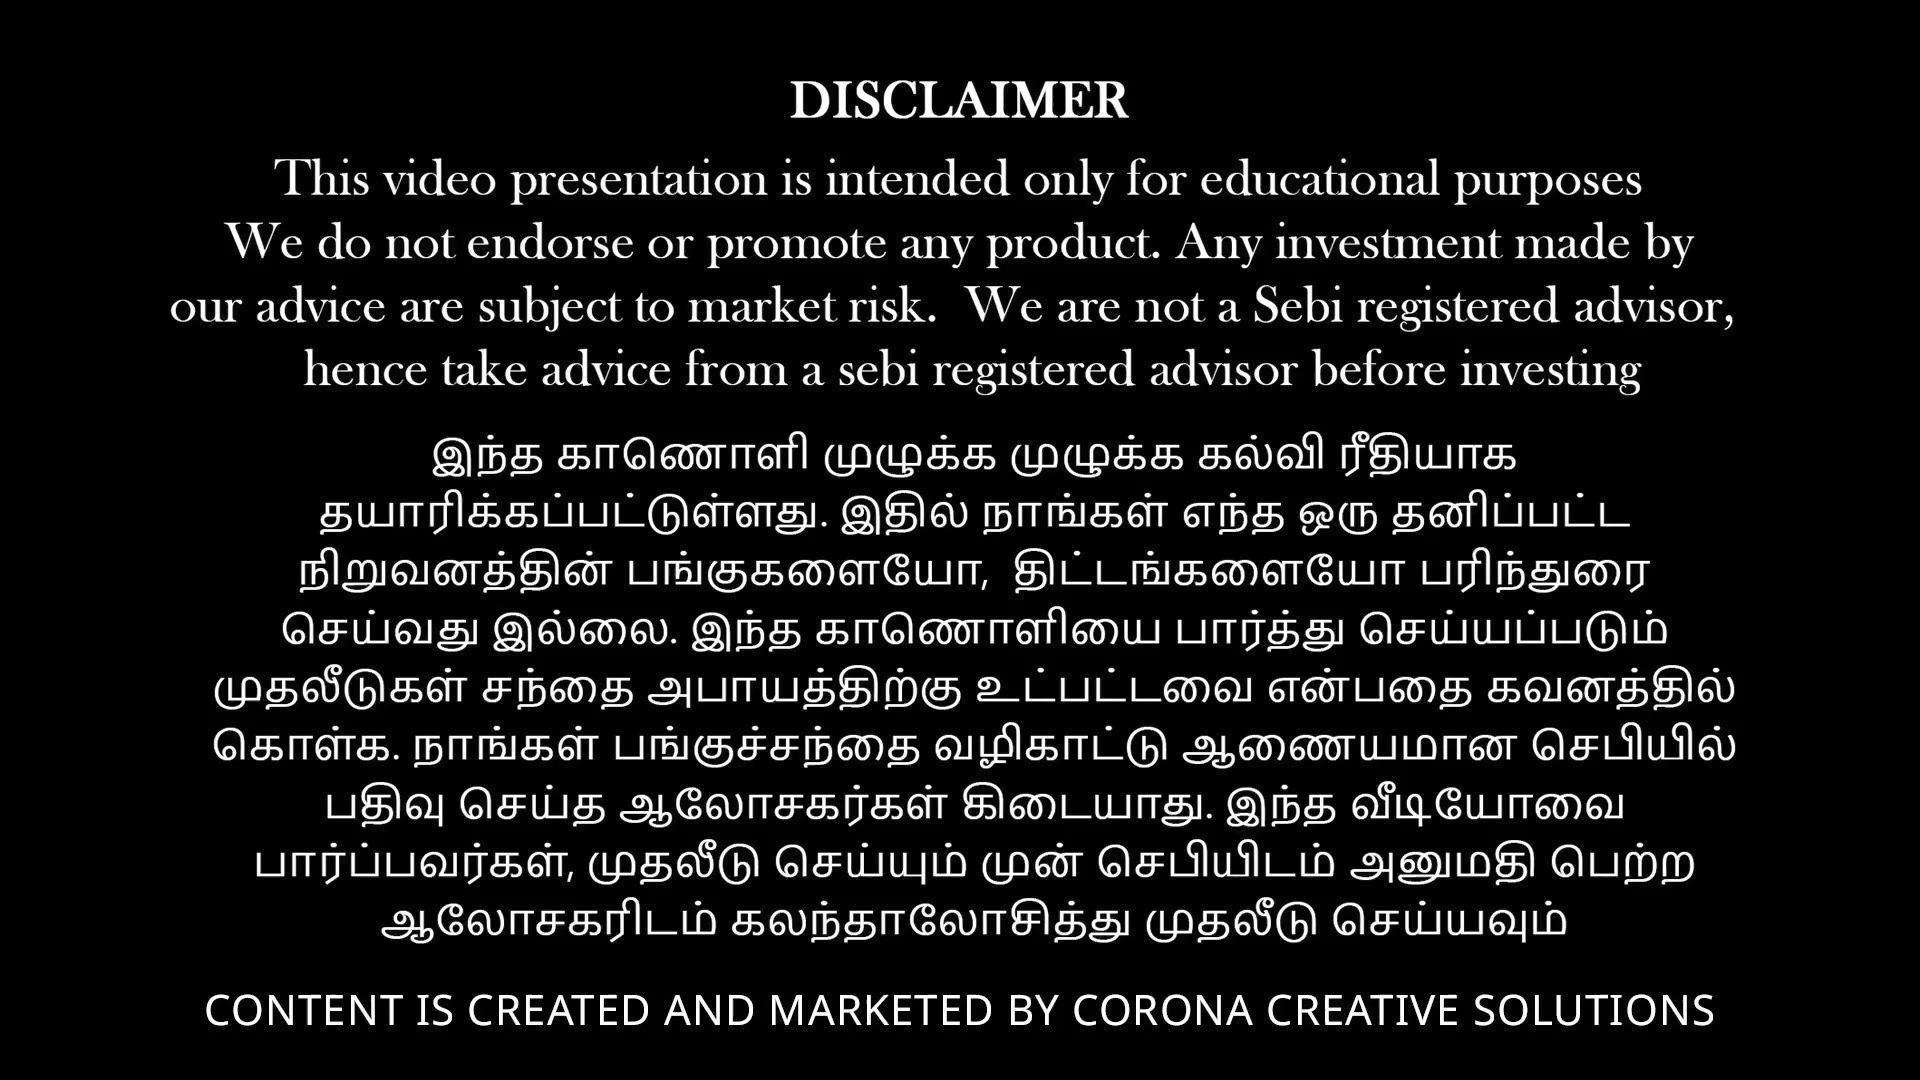 DISCLAIMER
This video presentation is intended only for educational purposes
We do not endorse or promote any product. Any investment made by
our advice are subject to market risk.  We are not a Sebi registered advisor,
hence take advice from a sebi registered advisor before investing
இந்த காணொளி முழுக்க முழுக்க கல்வி ரீதியாக
தயாரிக்கப்பட்டுள்ளது. இதில் நாங்கள் எந்த ஒரு தனிப்பட்ட
நிறுவனத்தின் பங்குகளையோ,  திட்டங்களையோ பரிந்துரை
செய்வது இல்லை. இந்த காணொளியை பார்த்து செய்யப்படும்
முதலீடுகள் சந்தை அபாயத்திற்கு உட்பட்டவை என்பதை கவனத்தில்
கொள்க. நாங்கள் பங்குச்சந்தை வழிகாட்டு ஆணையமான செபியில்
பதிவு செய்த ஆலோசகர்கள் கிடையாது. இந்த வீடியோவை
பார்ப்பவர்கள், முதலீடு செய்யும் முன் செபியிடம் அனுமதி பெற்ற
ஆலோசகரிடம் கலந்தாலோசித்து முதலீடு செய்யவும்
CONTENT IS CREATED AND MARKETED BY CORONA CREATIVE SOLUTIONS